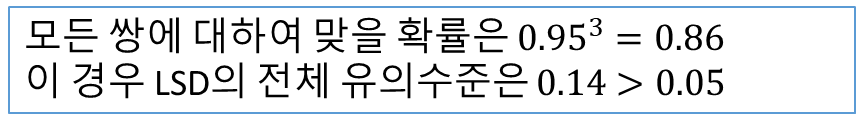 모든 쌍에 대하여 맞을 확률은 0.95³ = 0.86
이 경우 LSD의 전체 유의수준은 0.14 > 0.05